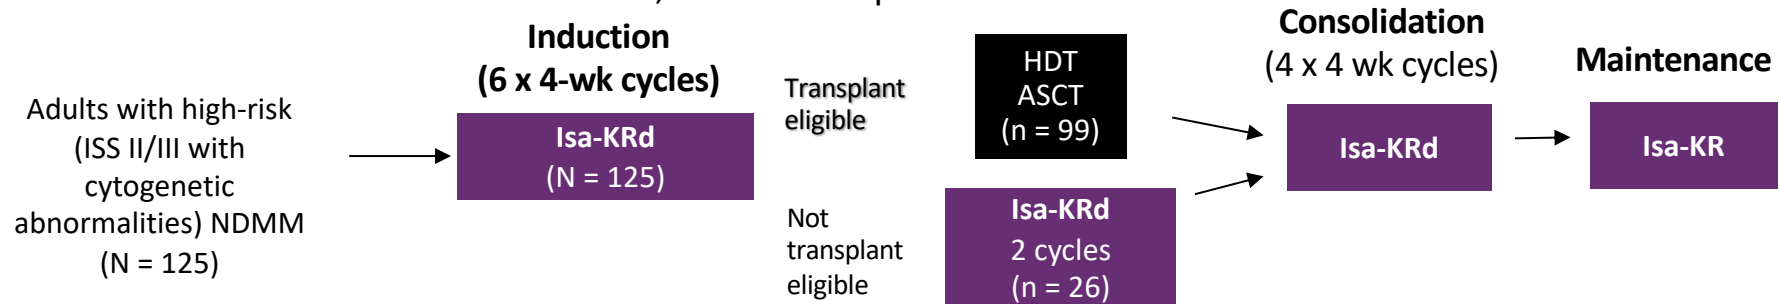 Adults with high-risk
(ISS II/III with
cytogenetic
abnormalities) NDMM
(N = 125)
Induction
(6 x 4-wk cycles)
Isa-KRd
(N = 125)
Transplant
eligible
HDT
ASCT
(n = 99)
Not
transplant
eligible
Isa-KRd
2 cycles
(n = 26)
Consolidation
(4 x 4 wk cycles)
Isa-KRd
Maintenance
Isa-KR